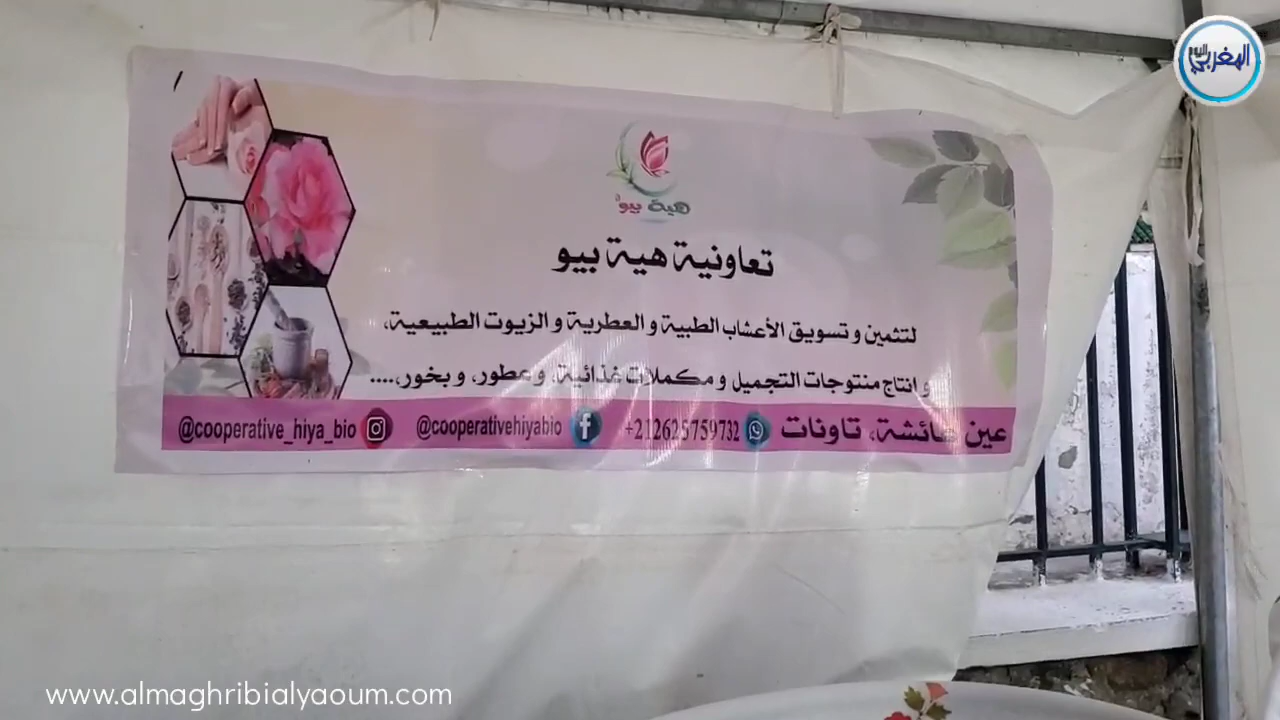 المغربي اليوم
هية بيو
تعاونية هية بيو
لتثمين و تسويق الأعشاب الطبية و العطرية و الزيوت الطبيعية،
و انتاج منتوجات التجميل و مكملات غذائية، و عطور، و بخور،....
@cooperative_hiya_bio @cooperativehiyabio +212625759732 عين عائشة، تاونات
www.almaghribialyaoum.com